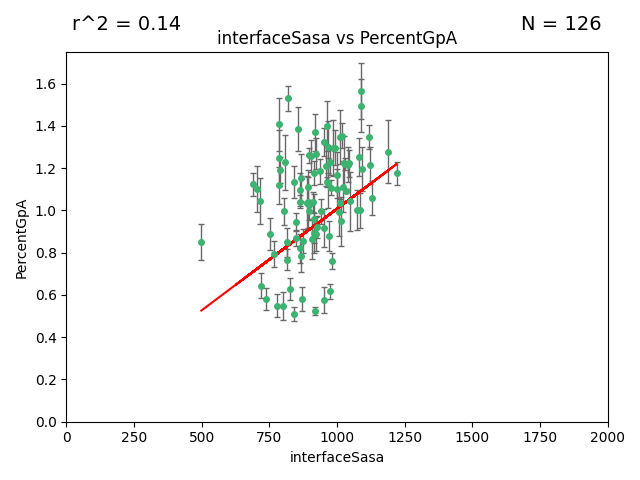 r^2 = 0.14
N = 126
interfaceSasa vs PercentGpA
PercentGpA
1.6
1.4
1.2
1.0
0.8
0.6
0.4
0.2
0.0
0 250 500 750 1000 1250 1500 1750 2000
interfaceSasa